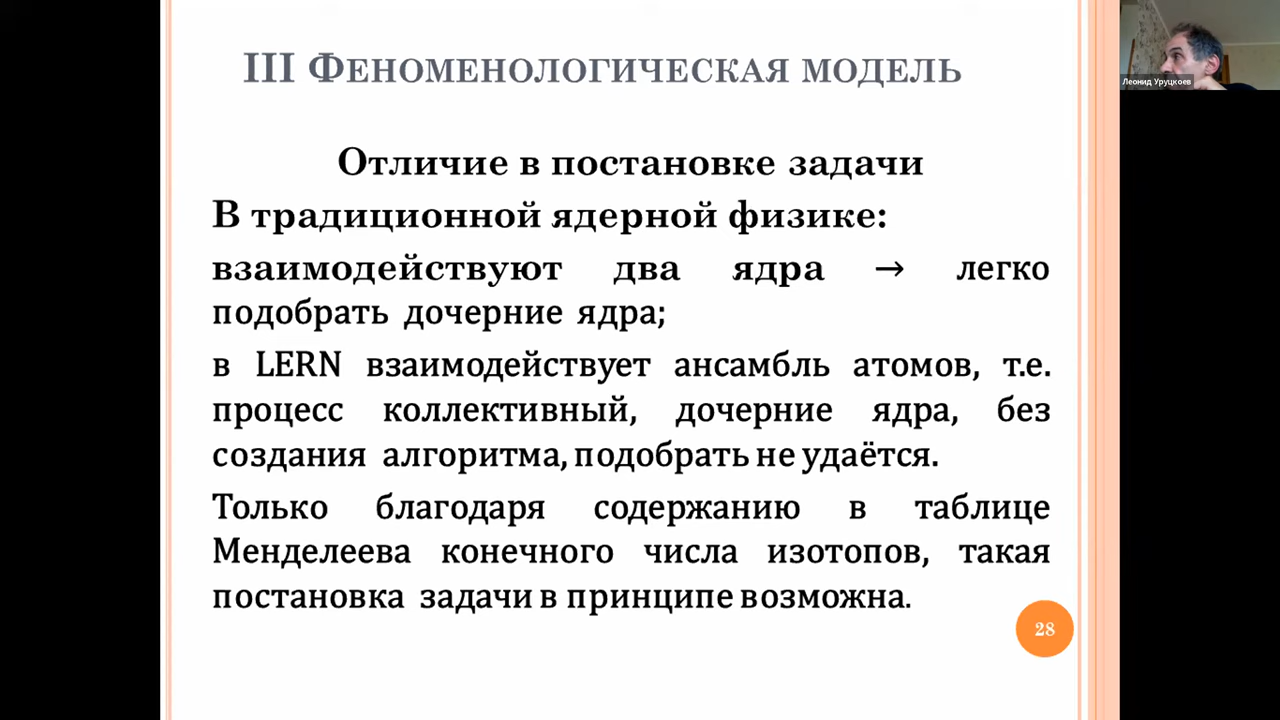 III Феноменологическая модель
Леонид Уруцкоев
Отличие в постановке задачи
В традиционной ядерной физике:
взаимодействуют два ядра → легко
подобрать дочерние ядра;
в LERN взаимодействует ансамбль атомов, т.е.
процесс коллективный, дочерние ядра, без
создания алгоритма, подобрать не удаётся.
Только благодаря содержанию в таблице
Менделеева конечного числа изотопов, такая
постановка задачи в принципе возможна.
28